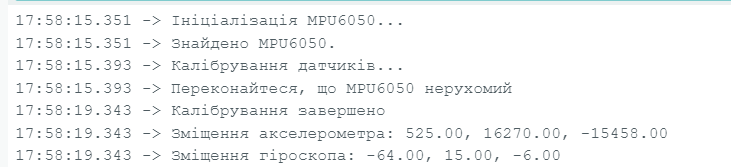 17:58:15.351 -> Ініціалізація MPU6050...
17:58:15.351 -> Знайдено MPU6050.
17:58:15.393 -> Калібрування датчиків...
17:58:15.393 -> Переконайтеся, що MPU6050 нерухомий
17:58:19.343 -> Калібрування завершено
17:58:19.343 -> Зміщення акселерометра: 525.00, 16270.00, -15458.00
17:58:19.343 -> Зміщення гіроскопа: -64.00, 15.00, -6.00